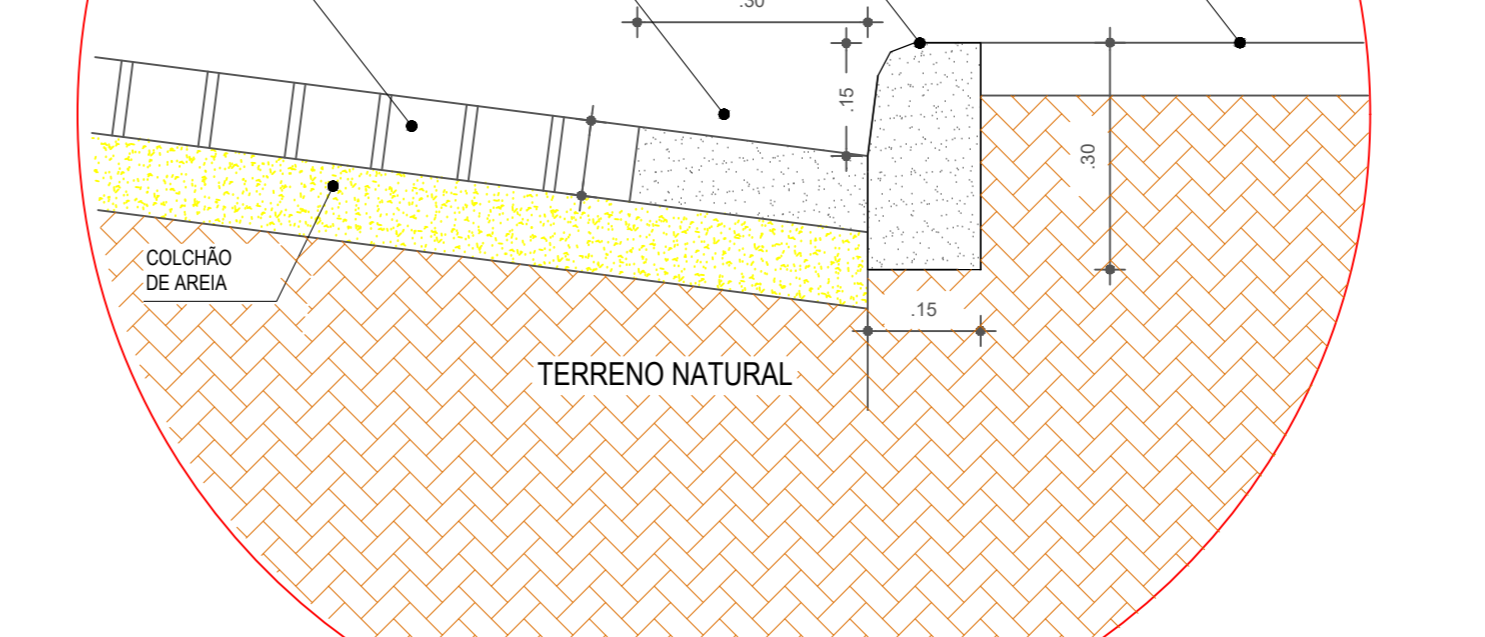 .30
.15
.30
COLCHÃO
DE AREIA
.15
TERRENO NATURAL